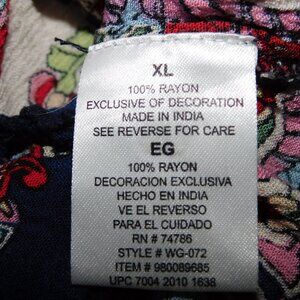 XL
100% RAYON
EXCLUSIVE OF DECORATION
MADE IN INDIA
SEE REVERSE FOR CARE
EG
100% RAYON
DECORACION EXCLUSIVA
HECHO EN INDIA
VE EL REVERSO
PARA EL CUIDADO
RN # 74786
STYLE # WG-072
ITEM # 980089685
UPC 7004 2010 1638